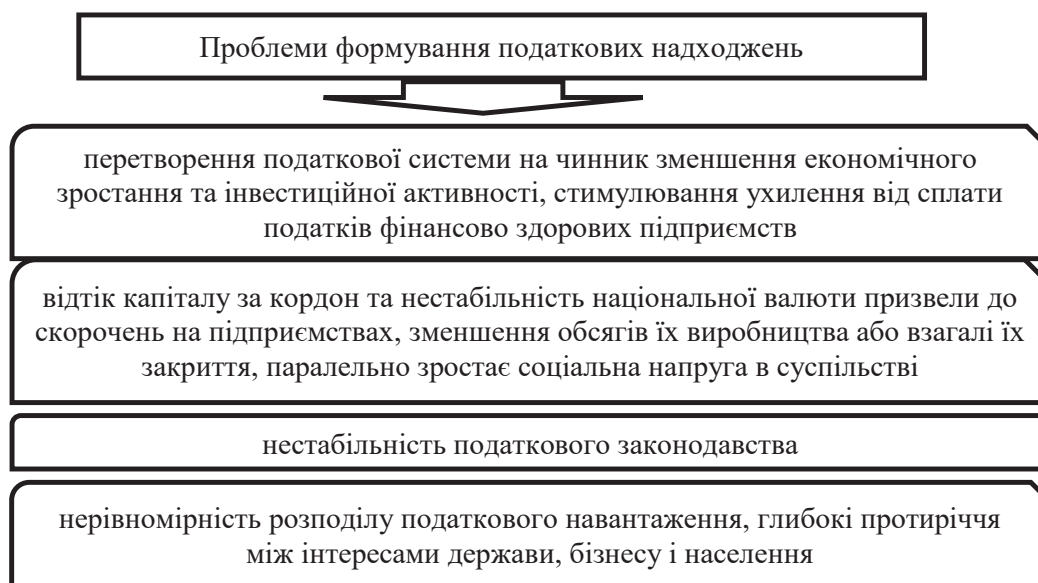 Проблеми формування податкових надходжень
перетворення податкової системи на чинник зменшення економічного
зростання та інвестиційної активності, стимулювання ухилення від сплати
податків фінансово здорових підприємств
відтік капіталу за кордон та нестабільність національної валюти призвели до
скорочень на підприємствах, зменшення обсягів їх виробництва або взагалі їх
закриття, паралельно зростає соціальна напруга в суспільстві
нестабільність податкового законодавства
нерівномірність розподілу податкового навантаження, глибокі протиріччя
між інтересами держави, бізнесу і населення